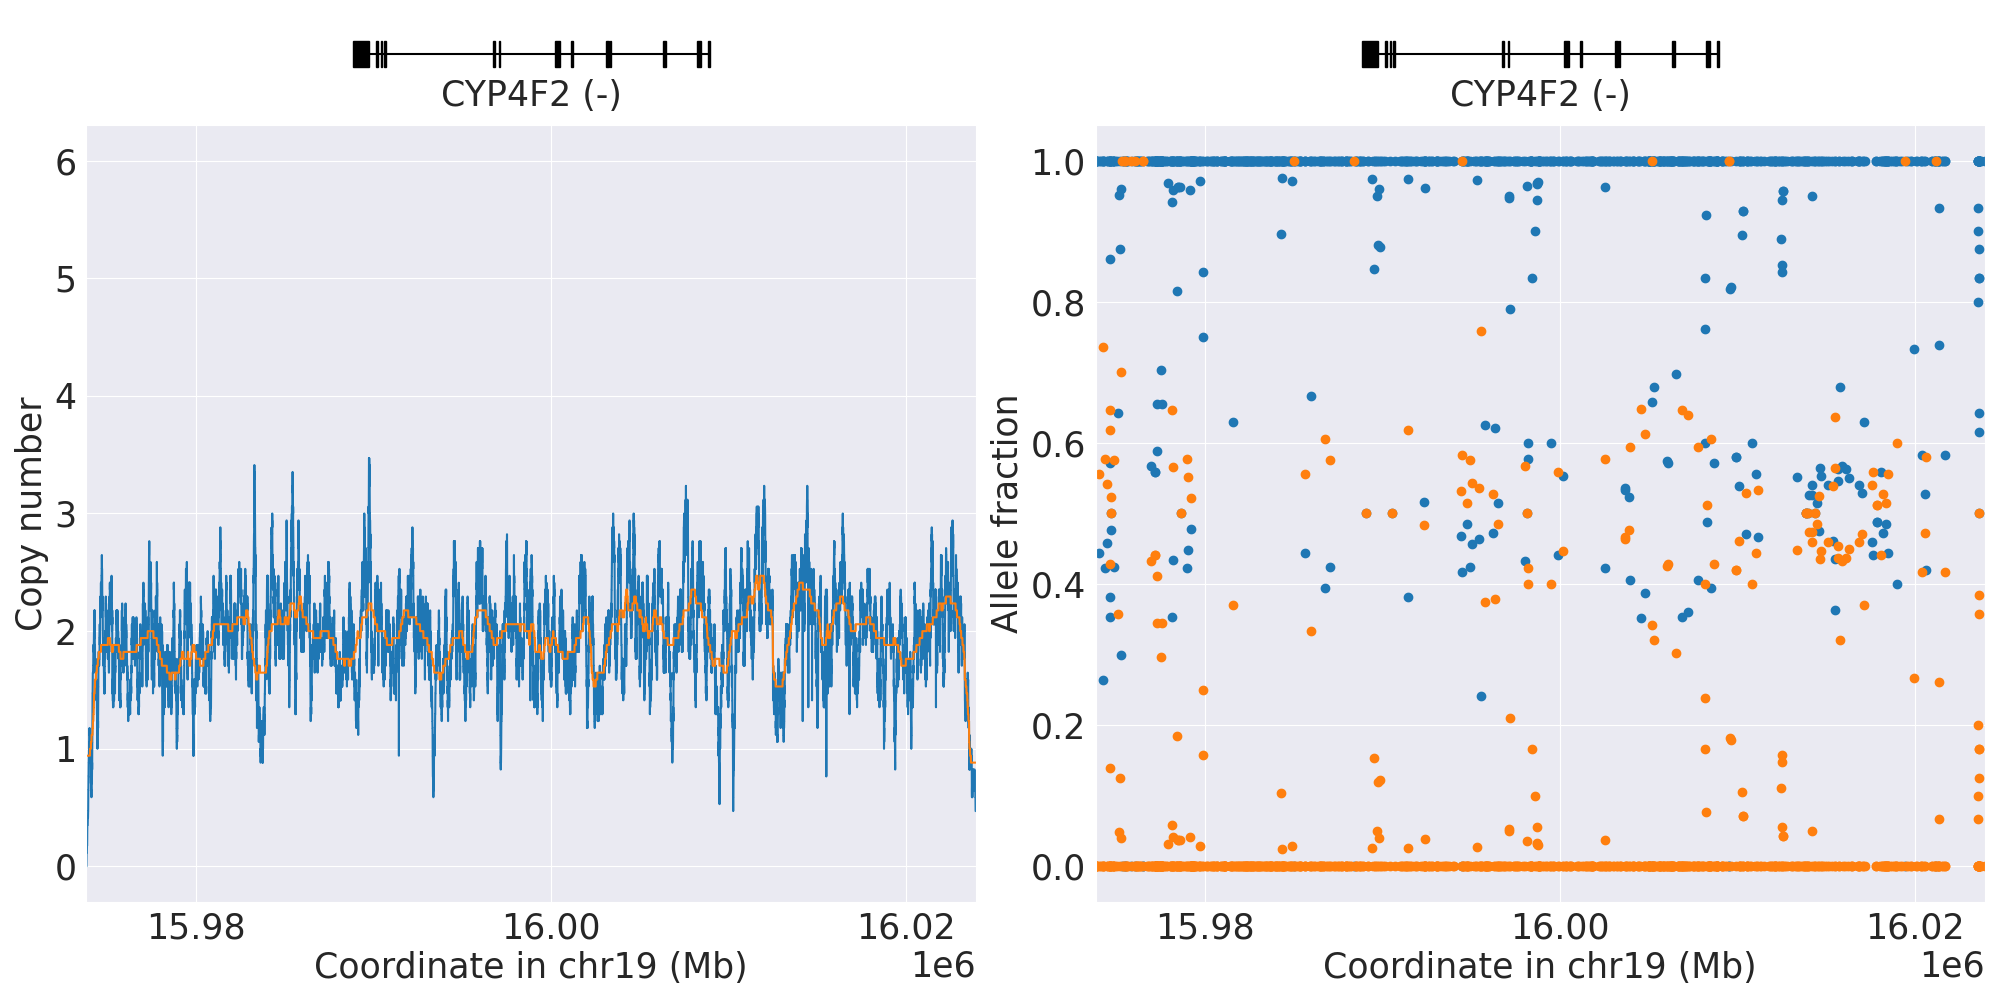 CYP4F2 (-)
6
5
4
3
2
1
0
Copy number
15.98
16.00
16.02
Coordinate in chr19 (Mb)
1e6
CYP4F2 (-)
1.0
0.8
0.6
0.4
0.2
0.0
Allele fraction
15.98
16.00
16.02
Coordinate in chr19 (Mb)
1e6